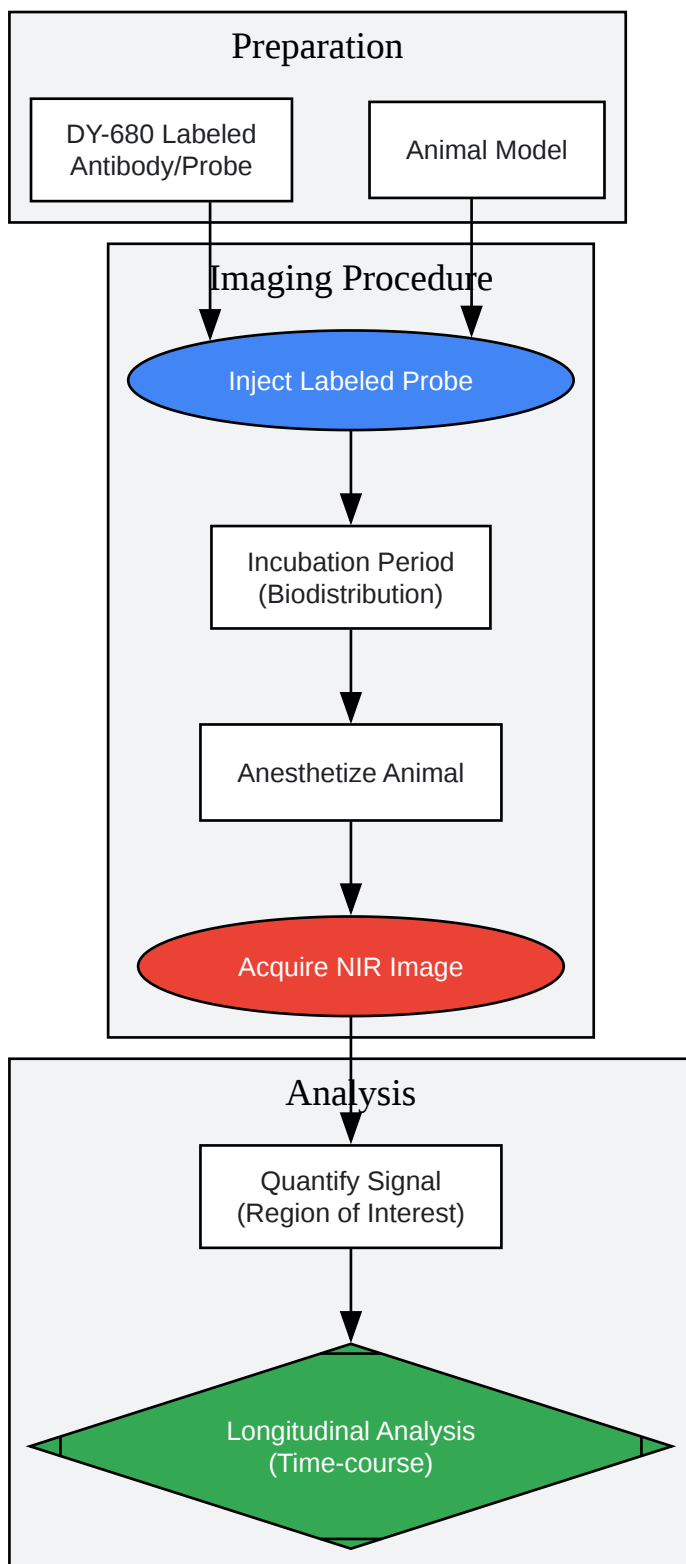 Preparation
DY-680 Labeled
Antibody/Probe
Animal Model
Imaging Procedure
Inject Labeled Probe
Incubation Period
(Biodistribution)
Anesthetize Animal
Acquire NIR Image
Analysis
Quantify Signal
(Region of Interest)
Longitudinal Analysis
(Time-course)